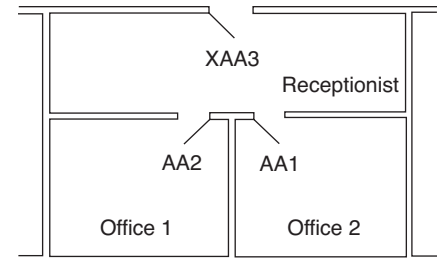 XAA3
Receptionist
AA2
AA1
Office 1
Office 2